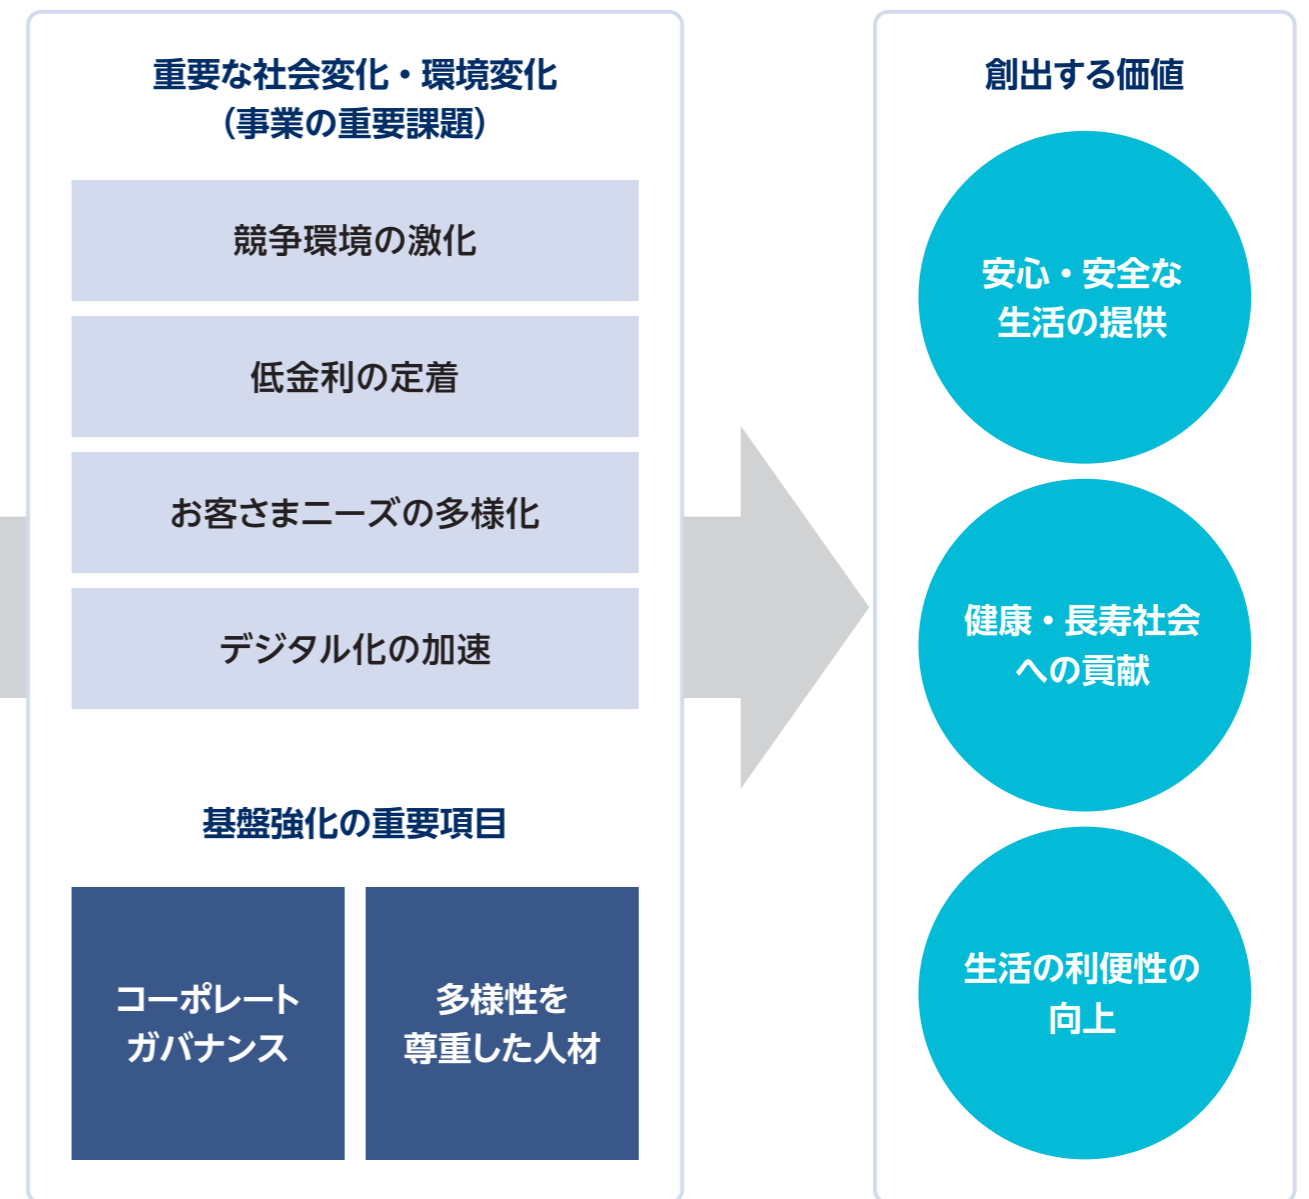 重要な社会変化・環境変化
（事業の重要課題）
競争環境の激化
低金利の定着
お客さまニーズの多様化
デジタル化の加速
基盤強化の重要項目
コーポレート
ガバナンス
多様性を
尊重した人材
創出する価値
安心・安全な
生活の提供
健康・長寿社会
への貢献
生活の利便性の
向上